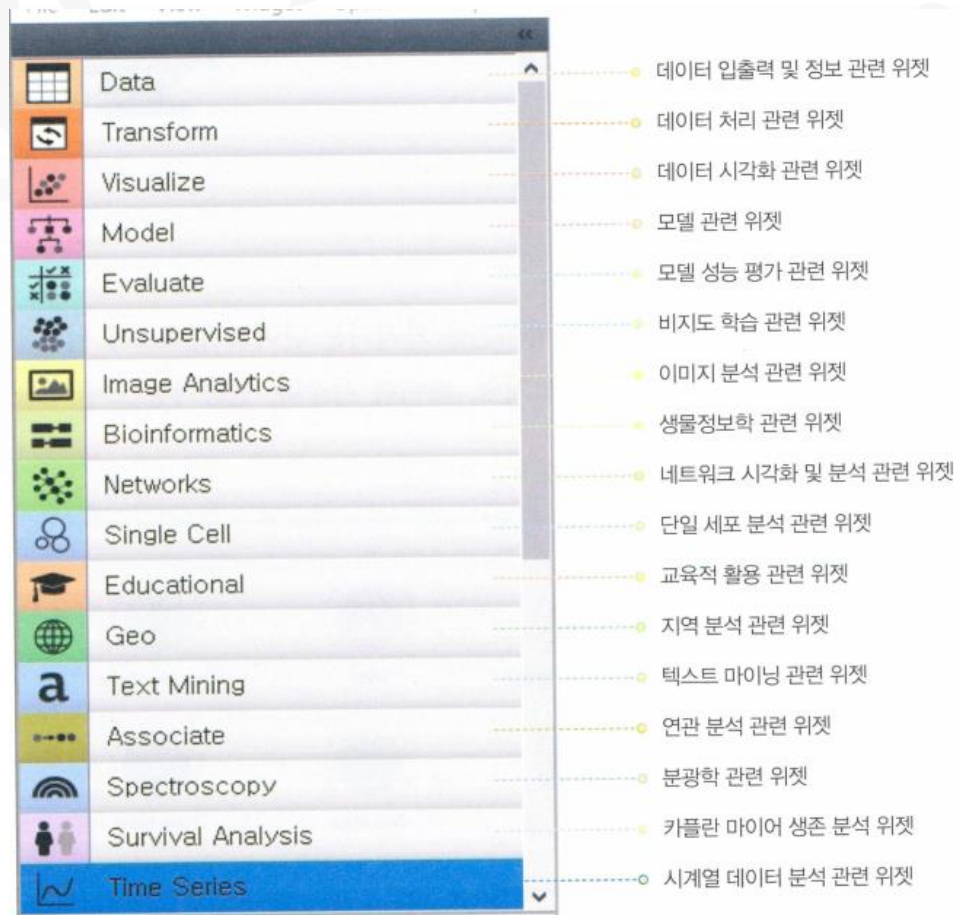 Data 데이터 입출력 및 정보 관련 위젯
Transform 데이터 처리 관련 위젯
Visualize 데이터 시각화 관련 위젯
Model 모델 관련 위젯
Evaluate 모델 성능 평가 관련 위젯
Unsupervised 비지도 학습 관련 위젯
Image Analytics 이미지 분석 관련 위젯
Bioinformatics 생물정보학 관련 위젯
Networks 네트워크 시각화 및 분석 관련 위젯
Single Cell 단일 세포 분석 관련 위젯
Educational 교육적 활용 관련 위젯
Geo 지역 분석 관련 위젯
a Text Mining 텍스트 마이닝 관련 위젯
Associate 연관 분석 관련 위젯
Spectroscopy 분광학 관련 위젯
Survival Analysis 카플란 마이어 생존 분석 위젯
Time Series 시계열 데이터 분석 관련 위젯